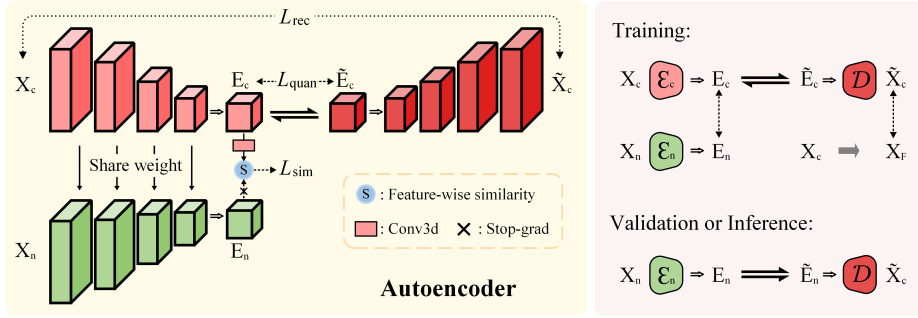 L_rec
X_c
E_c
L_quan
Ẽ_c
X̃_c
Share weight
S
L_sim
X_n
E_n
S : Feature-wise similarity
: Conv3d
: Stop-grad
Autoencoder
Training:
X_c ℰ_c ⇒ E_c ⇌ Ẽ_c ⇒ 𝒟 X̃_c
X_n ℰ_n ⇒ E_n X_c ➡ X_F
Validation or Inference:
X_n ℰ_n ⇒ E_n ⇌ Ẽ_n ⇒ 𝒟 X̃_c